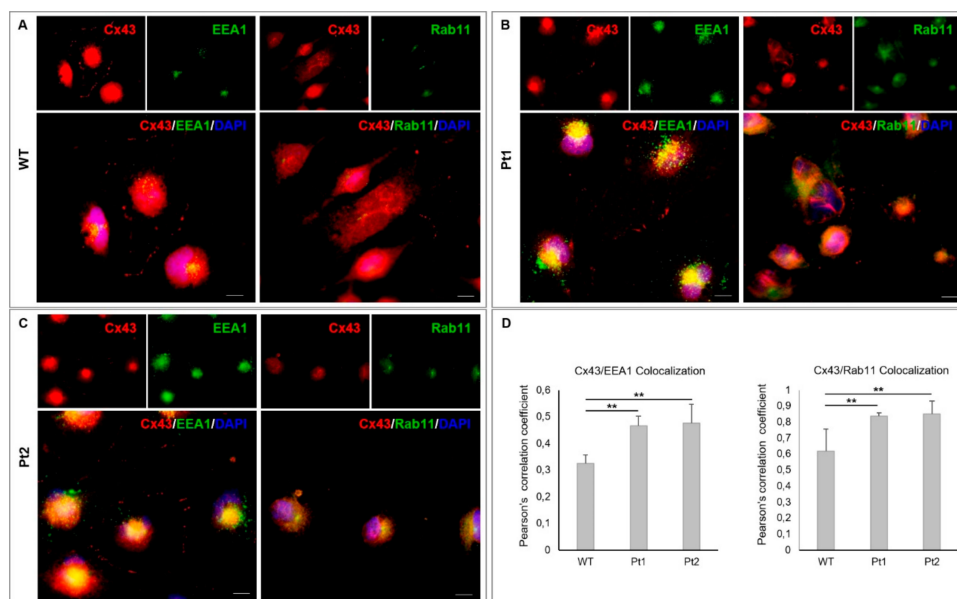 A
Cx43
EEA1
Cx43
Rab11
Cx43/EEA1/DAPI
Cx43/Rab11/DAPI
WT
B
Cx43
EEA1
Cx43
Rab11
Cx43/EEA1/DAPI
Cx43/Rab11/DAPI
Pt1
C
Cx43
EEA1
Cx43
Rab11
Cx43/EEA1/DAPI
Cx43/Rab11/DAPI
Pt2
D
Cx43/EEA1 Colocalization
Pearson's correlation coefficient
0,6
0,5
0,4
0,3
0,2
0,1
0
**
**
WT Pt1 Pt2
Cx43/Rab11 Colocalization
Pearson's correlation coefficient
1
0,9
0,8
0,7
0,6
0,5
0,4
0,3
0,2
0,1
0
**
**
WT Pt1 Pt2